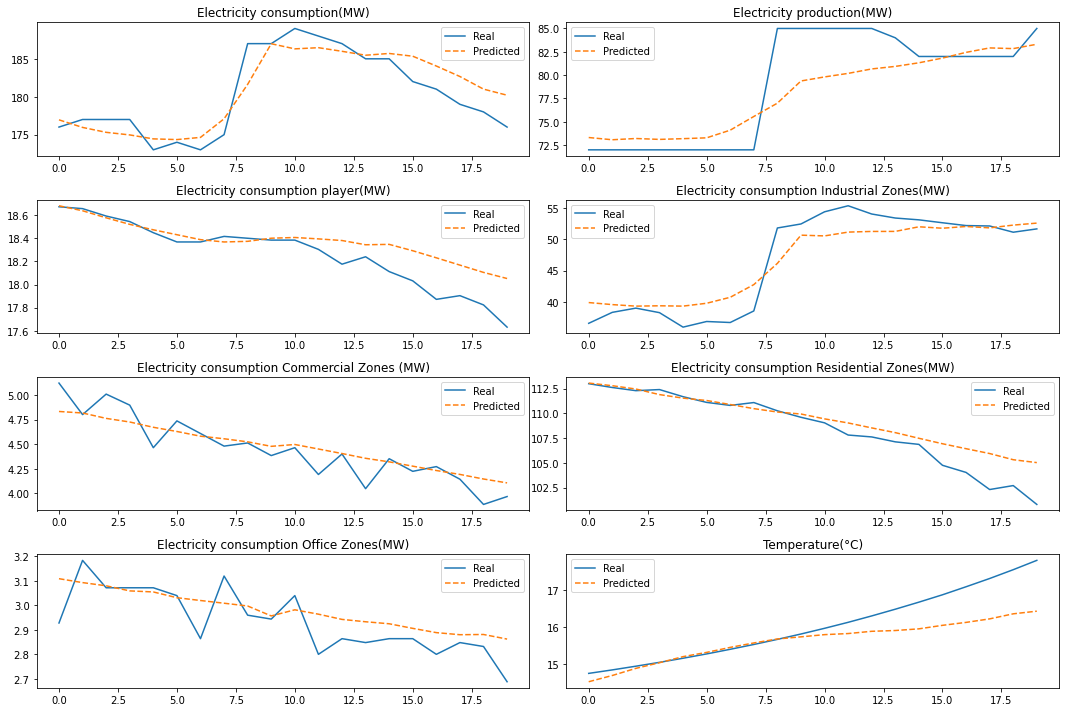 Electricity consumption(MW)
Real
Predicted
185
180
175
0.0 2.5 5.0 7.5 10.0 12.5 15.0 17.5
Electricity production(MW)
Real
Predicted
85.0
82.5
80.0
77.5
75.0
72.5
0.0 2.5 5.0 7.5 10.0 12.5 15.0 17.5
Electricity consumption player(MW)
Real
Predicted
18.6
18.4
18.2
18.0
17.8
17.6
0.0 2.5 5.0 7.5 10.0 12.5 15.0 17.5
Electricity consumption Industrial Zones(MW)
Real
Predicted
55
50
45
40
0.0 2.5 5.0 7.5 10.0 12.5 15.0 17.5
Electricity consumption Commercial Zones (MW)
Real
Predicted
5.00
4.75
4.50
4.25
4.00
0.0 2.5 5.0 7.5 10.0 12.5 15.0 17.5
Electricity consumption Residential Zones(MW)
Real
Predicted
112.5
110.0
107.5
105.0
102.5
0.0 2.5 5.0 7.5 10.0 12.5 15.0 17.5
Electricity consumption Office Zones(MW)
Real
Predicted
3.2
3.1
3.0
2.9
2.8
2.7
0.0 2.5 5.0 7.5 10.0 12.5 15.0 17.5
Temperature(°C)
Real
Predicted
17
16
15
0.0 2.5 5.0 7.5 10.0 12.5 15.0 17.5